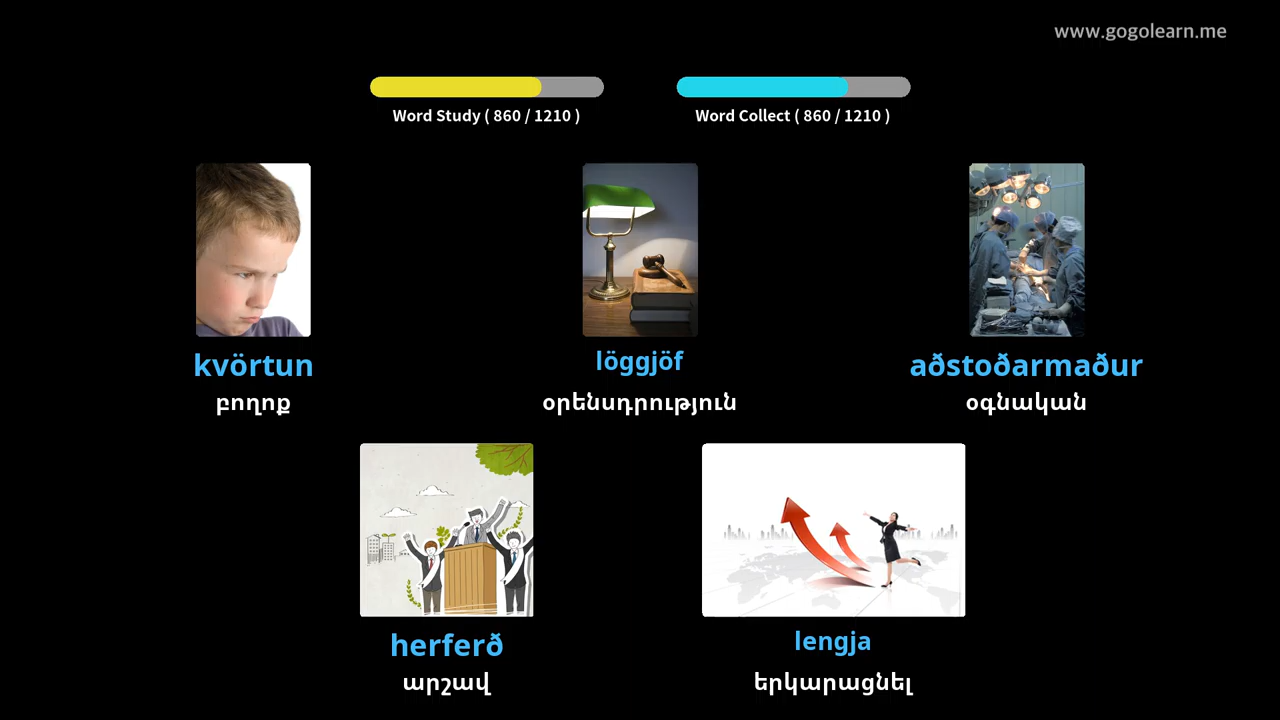 www.gogolearn.me
Word Study ( 860 / 1210 )
Word Collect ( 860 / 1210 )
kvörtun
բողոք
löggjöf
օրենսդրություն
aðstoðarmaður
օգնական
herferð
արշավ
lengja
երկարացնել